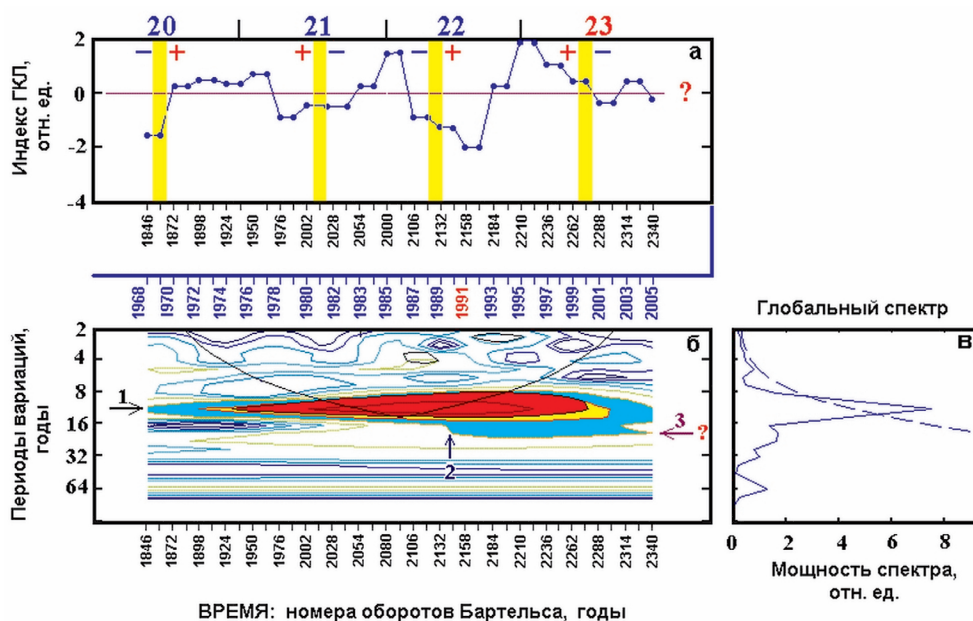 20 21 22 23
− + + − − + + −
а
Индекс ГКЛ,
отн. ед.
2
0
-2
-4
?
1846 1872 1898 1924 1950 1976 2002 2028 2054 2080 2106 2132 2158 2184 2210 2236 2262 2288 2314 2340
1968 1970 1972 1974 1976 1978 1980 1982 1983 1985 1987 1989 1991 1993 1995 1997 1999 2001 2003 2005
Глобальный спектр
б
в
Периоды вариаций,
годы
2
4
8
16
32
64
1
2
3
?
1846 1872 1898 1924 1950 1976 2002 2028 2054 2080 2106 2132 2158 2184 2210 2236 2262 2288 2314 2340
0 2 4 6 8
Мощность спектра,
отн. ед.
ВРЕМЯ: номера оборотов Бартельса, годы